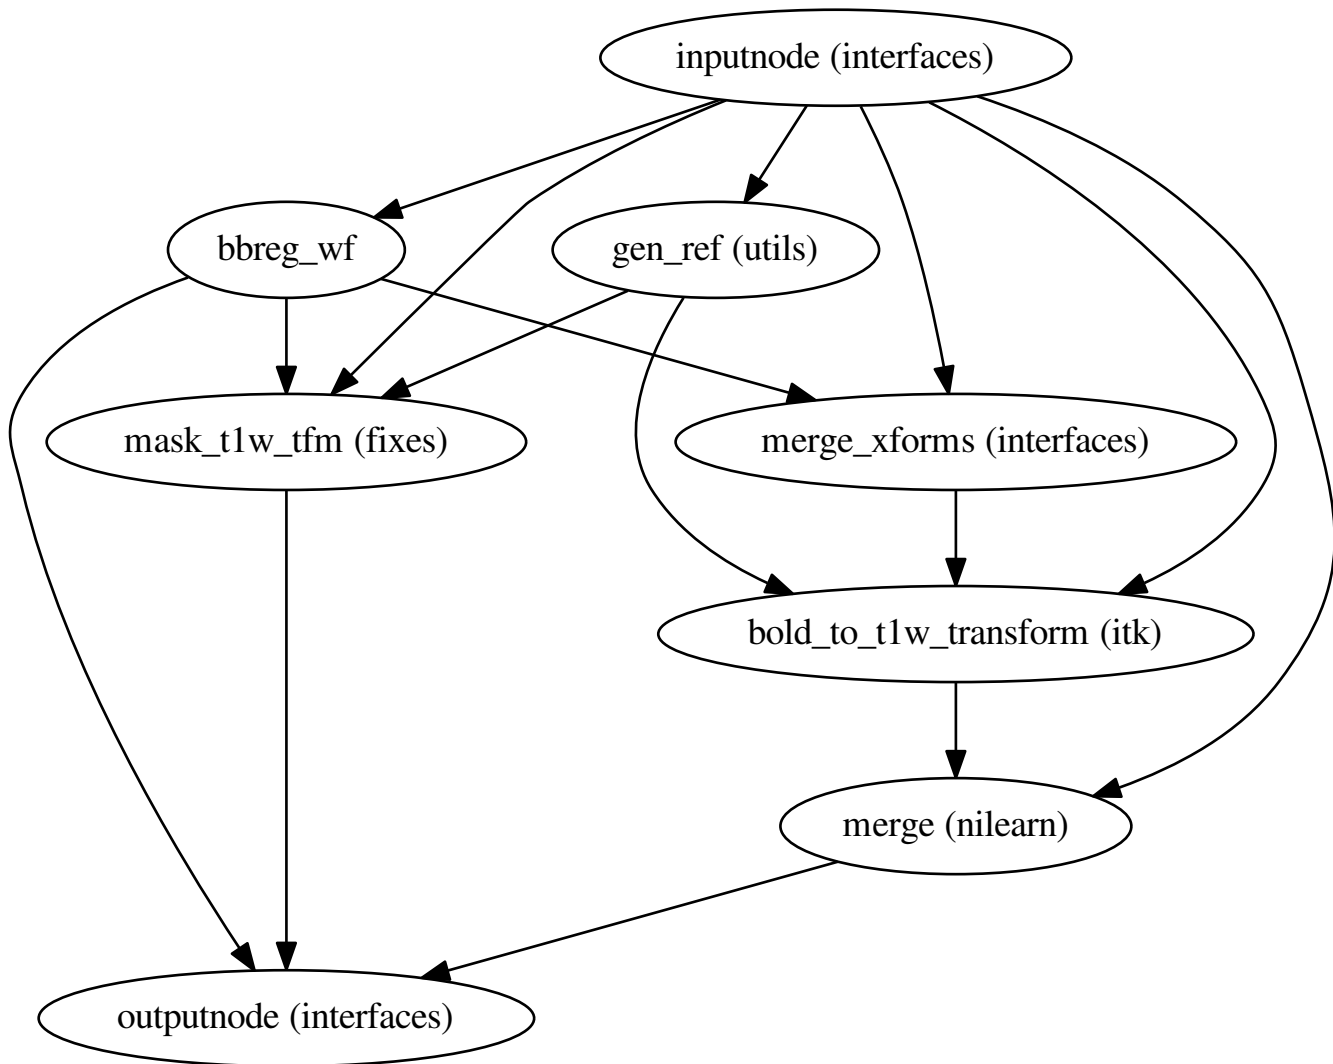 inputnode (interfaces)
bbreg_wf
gen_ref (utils)
mask_t1w_tfm (fixes)
merge_xforms (interfaces)
bold_to_t1w_transform (itk)
merge (nilearn)
outputnode (interfaces)